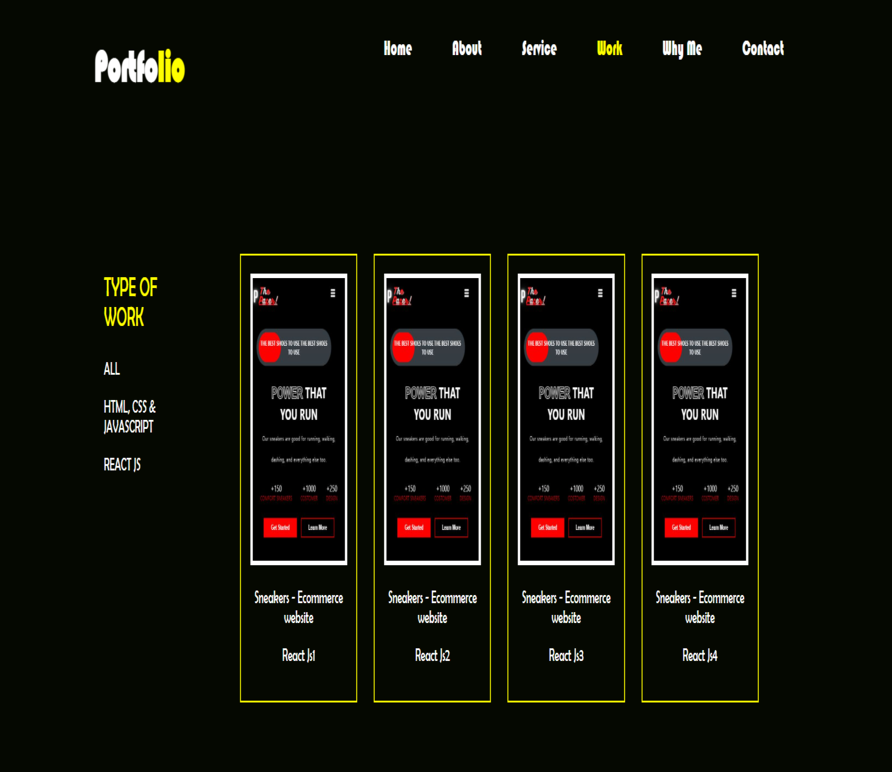 Portfolio
Home About Service Work Why Me Contact
TYPE OF
WORK
ALL
HTML, CSS &
JAVASCRIPT
REACT JS
THE BEST SHOES TO USE THE BEST SHOES
TO USE
POWER THAT
YOU RUN
Our sneakers are good for running, walking,
dashing, and everything else too.
+150 +1000 +250
Get Started Learn More
Sneakers - Ecommerce
website
React Js1
THE BEST SHOES TO USE THE BEST SHOES
TO USE
POWER THAT
YOU RUN
Our sneakers are good for running, walking,
dashing, and everything else too.
+150 +1000 +250
Get Started Learn More
Sneakers - Ecommerce
website
React Js2
THE BEST SHOES TO USE THE BEST SHOES
TO USE
POWER THAT
YOU RUN
Our sneakers are good for running, walking,
dashing, and everything else too.
+150 +1000 +250
Get Started Learn More
Sneakers - Ecommerce
website
React Js3
THE BEST SHOES TO USE THE BEST SHOES
TO USE
POWER THAT
YOU RUN
Our sneakers are good for running, walking,
dashing, and everything else too.
+150 +1000 +250
Get Started Learn More
Sneakers - Ecommerce
website
React Js4